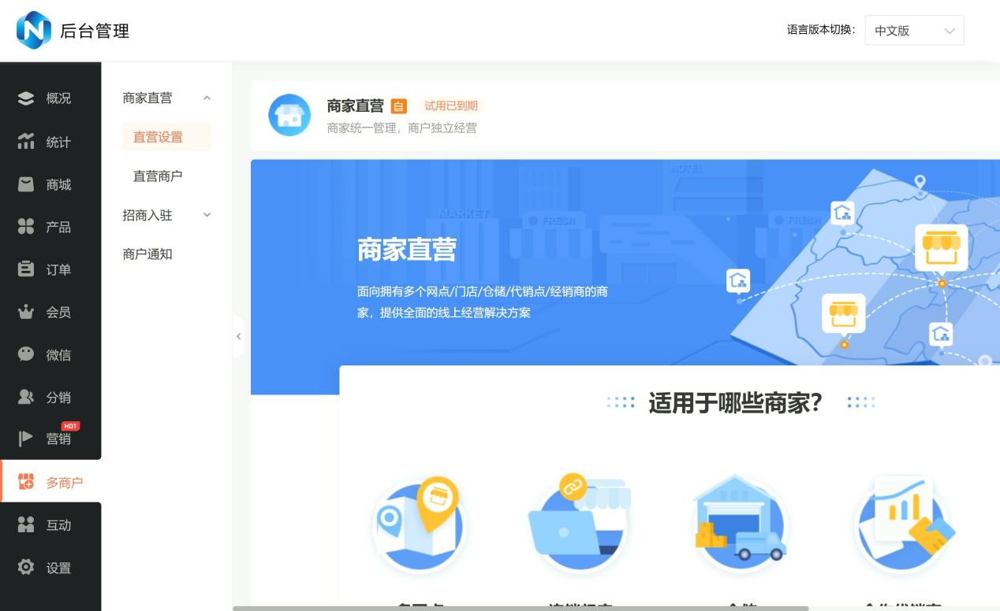 后台管理
语言版本切换：
中文版
概况
统计
商城
产品
订单
会员
微信
分销
HOT
营销
多商户
互动
设置
商家直营
直营设置
直营商户
招商入驻
商户通知
商家直营
试用已到期
商家统一管理，商户独立经营
HOTEL
MARKET
FRESH
FRESH
商家直营
面向拥有多个网点/门店/仓储/代销点/经销商的商
家，提供全面的线上经营解决方案
适用于哪些商家？